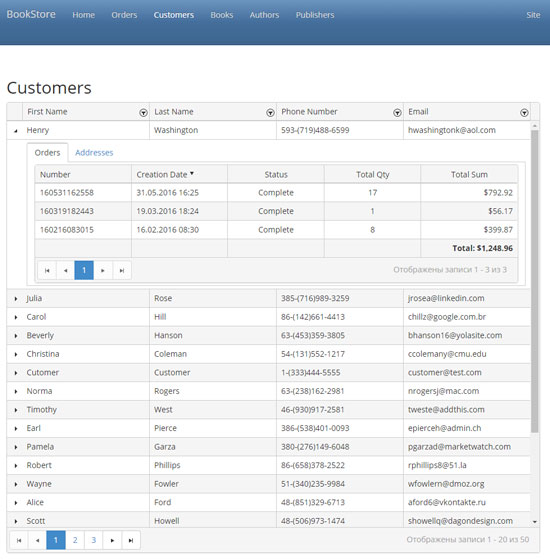 BookStore Home Orders Customers Books Authors Publishers Site
Customers
First Name Last Name Phone Number Email
Henry Washington 593-(719)488-6599 hwashingtonk@aol.com
Orders Addresses
Number Creation Date Status Total Qty Total Sum
160531162558 31.05.2016 16:25 Complete 17 $792.92
160319182443 19.03.2016 18:24 Complete 1 $56.17
160216083015 16.02.2016 08:30 Complete 8 $399.87
Total: $1,248.96
1 Отображены записи 1 - 3 из 3
Julia Rose 385-(716)989-3259 jrosea@linkedin.com
Carol Hill 86-(142)661-4413 chillz@google.com.br
Beverly Hanson 63-(453)359-3805 bhanson16@yolasite.com
Christina Coleman 54-(131)552-1217 ccolemany@cmu.edu
Cutomer Customer 1-(333)444-5555 customer@test.com
Norma Rogers 63-(238)162-2981 nrogersj@mac.com
Timothy West 46-(930)917-2581 tweste@addthis.com
Earl Pierce 386-(538)401-0093 epierceh@admin.ch
Pamela Garza 380-(276)149-6048 pgarzad@marketwatch.com
Robert Phillips 86-(658)378-2522 rphillips8@51.la
Wayne Fowler 51-(340)235-9984 wfowlern@dmoz.org
Alice Ford 48-(851)329-6713 aford6@vkontakte.ru
Scott Howell 48-(506)973-1474 showellq@dagondesign.com
1 2 3 Отображены записи 1 - 20 из 50